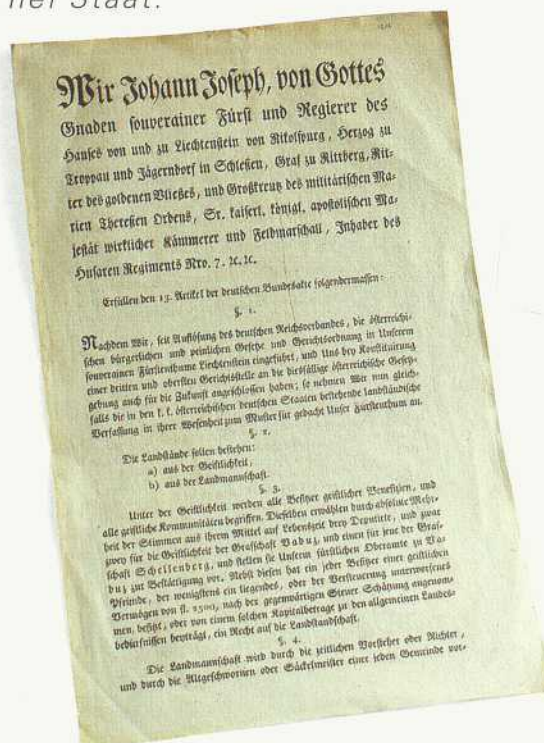 ner Staat.
1818
Wir Johann Joseph, von Gottes
Gnaden souverainer Fürst und Regierer des
Hauses von und zu Liechtenstein von Nikolspurg, Herzog zu
Troppau und Jägerndorf in Schlesien, Graf zu Rittberg, Rit-
ter des goldenen Vließes, und Großkreutz des militärischen Ma-
rien Theresien Ordens, Sr. kaiserl. königl. apostolischen Ma-
jestät wirklicher Kämmerer und Feldmarschall, Inhaber des
Husaren Regiments Nro. 7. ꝛc. ꝛc.
Erfüllen den 13. Artikel der deutschen Bundesakte folgendermassen:
§. 1.
Nachdem Wir, seit Auflösung des deutschen Reichsverbandes, die österreichi-
schen bürgerlichen und peinlichen Gesetze und Gerichtsordnung in Unserem
souverainen Fürstenthume Liechtenstein eingeführt, und Uns bey Konstituirung
einer dritten und obersten Gerichtsstelle an die diesfällige österreichische Gesetz-
gebung auch für die Zukunft angeschlossen haben; so nehmen Wir nun gleich-
falls die in den k. k. österreichischen deutschen Staaten bestehende landständische
Verfassung in ihrer Wesenheit zum Muster für gedacht Unser Fürstenthum an.
§. 2.
Die Landstände sollen bestehen:
a) aus der Geistlichkeit,
b) aus der Landmannschaft.
§. 3.
Unter der Geistlichkeit werden alle Besitzer geistlicher Benefizien, und
alle geistliche Kommunitäten begriffen. Dieselben erwählen durch absolute Mehr-
heit der Stimmen aus ihrem Mittel auf Lebenszeit drey Deputirte, und zwar
zwey für die Geistlichkeit der Grafschaft Vaduz, und einen für jene der Graf-
schaft Schellenberg, und stellen sie Unserem fürstlichen Oberamte zu Va-
duz zur Bestättigung vor. Nebst diesen hat ein jeder Besitzer einer geistlichen
Pfründe, der wenigstens ein liegendes, oder der Versteuerung unterworfenes
Vermögen von fl. 2500, nach der gegenwärtigen Steuer Schätzung angenom-
men, besitzt, oder von einem solchen Kapitalbetrage zu den allgemeinen Landes-
bedürfnissen beyträgt, ein Recht auf die Landstandschaft.
§. 4.
Die Landmannschaft wird durch die zeitlichen Vorsteher oder Richter,
und durch die Altgeschwornen oder Säckelmeister einer jeden Gemeinde vor-